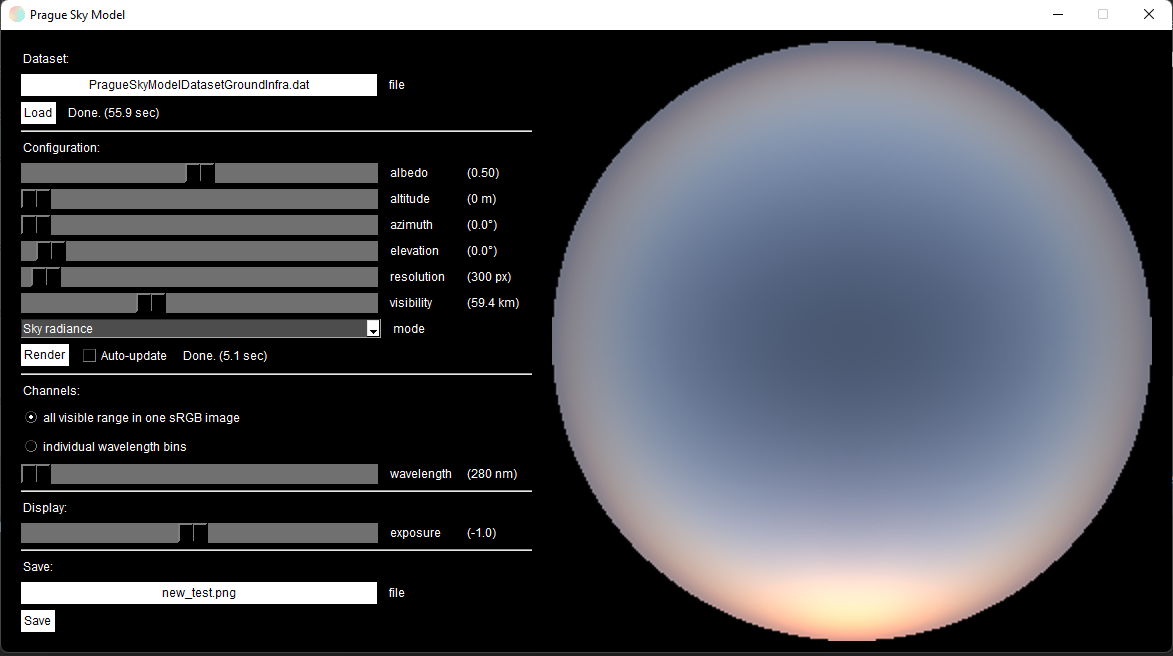 Prague Sky Model
Dataset:
PragueSkyModelDatasetGroundInfra.dat file
Load Done. (55.9 sec)
Configuration:
albedo (0.50)
altitude (0 m)
azimuth (0.0°)
elevation (0.0°)
resolution (300 px)
visibility (59.4 km)
Sky radiance mode
Render Auto-update Done. (5.1 sec)
Channels:
all visible range in one sRGB image
individual wavelength bins
wavelength (280 nm)
Display:
exposure (-1.0)
Save:
new_test.png file
Save